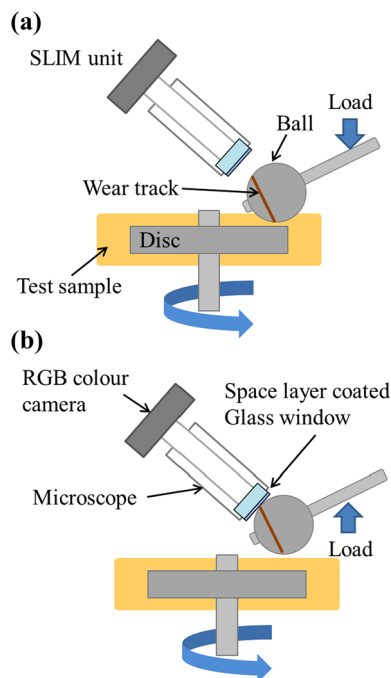 (a)
SLIM unit
Load
Ball
Wear track
Disc
Test sample
(b)
RGB colour
camera
Space layer coated
Glass window
Microscope
Load